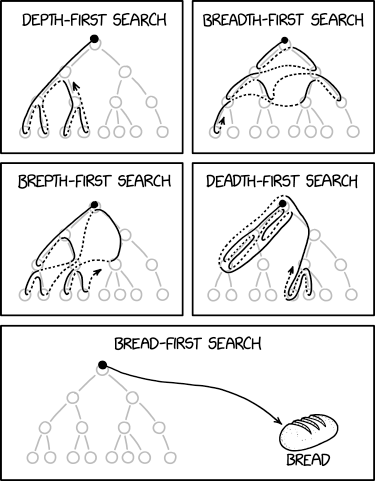 DEPTH-FIRST SEARCH
BREADTH-FIRST SEARCH
BREPTH-FIRST SEARCH
DEADTH-FIRST SEARCH
BREAD-FIRST SEARCH
BREAD